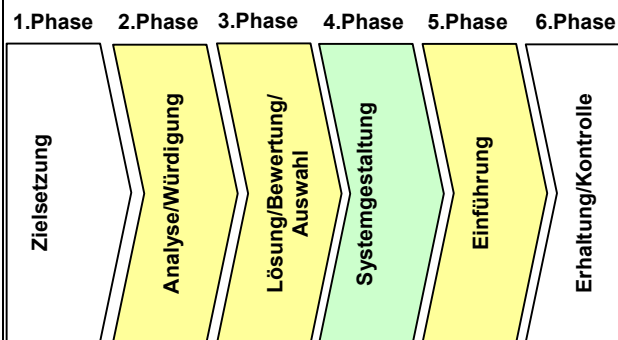 1.Phase 2.Phase 3.Phase 4.Phase 5.Phase 6.Phase
Zielsetzung
Analyse/Würdigung
Lösung/Bewertung/
Auswahl
Systemgestaltung
Einführung
Erhaltung/Kontrolle